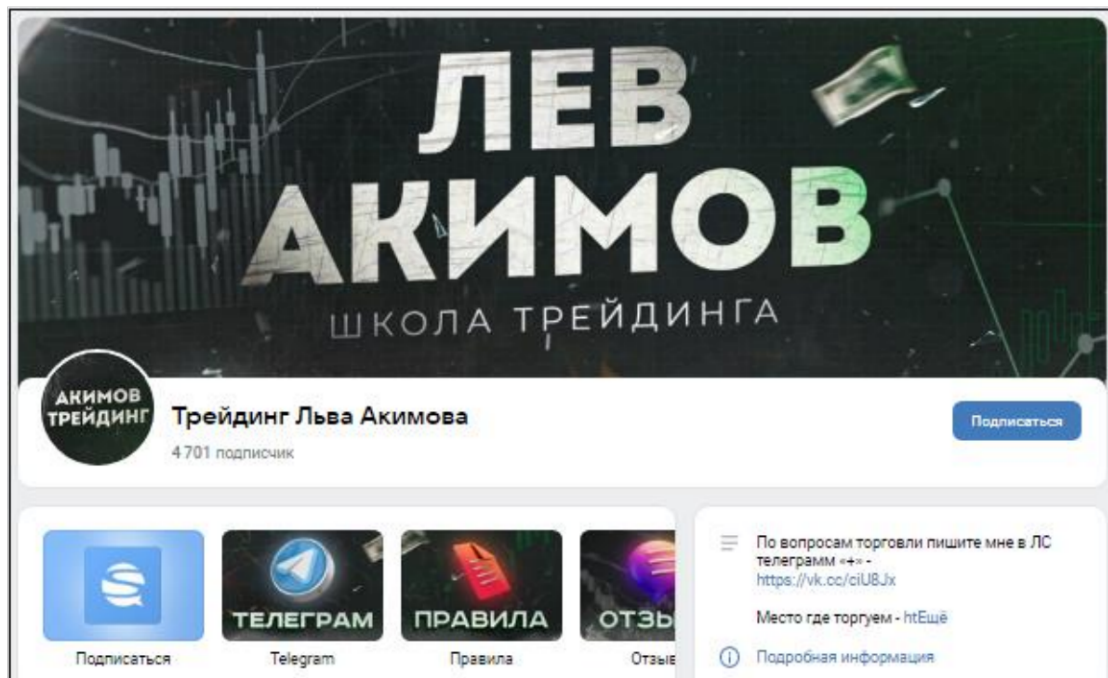 ЛЕВ
АКИМОВ
ШКОЛА ТРЕЙДИНГА
АКИМОВ
ТРЕЙДИНГ
Трейдинг Льва Акимова
4 701 подписчик
Подписаться
ТЕЛЕГРАМ
ПРАВИЛА
ОТЗЫ
Подписаться
Telegram
Правила
Отзыв
По вопросам торговли пишите мне в ЛС
телеграмм «+» -
https://vk.cc/ciU8Jx
Место где торгуем - htЕщё
Подробная информация